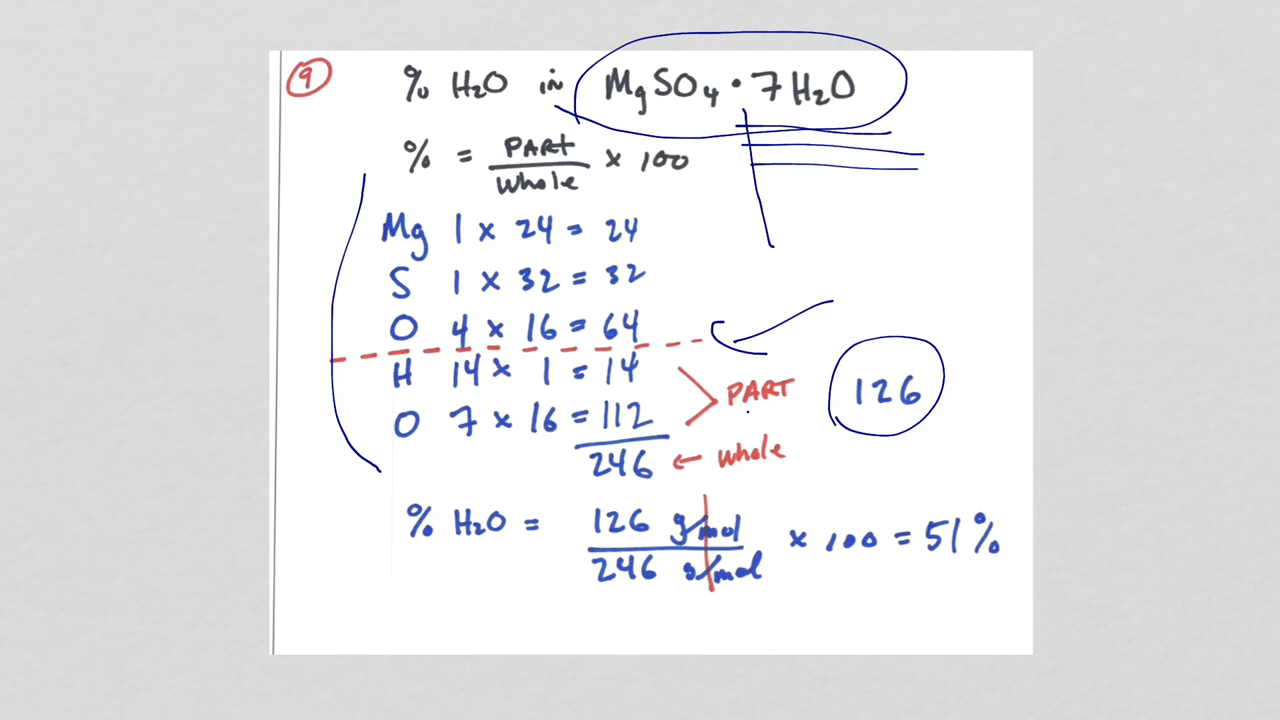 9 % H₂O in MgSO₄ • 7 H₂O
% = PART / Whole × 100
Mg 1 × 24 = 24
S 1 × 32 = 32
O 4 × 16 = 64
H 14 × 1 = 14
PART 126
O 7 × 16 = 112
246 ← Whole
% H₂O = 126 g/mol / 246 g/mol × 100 = 51%